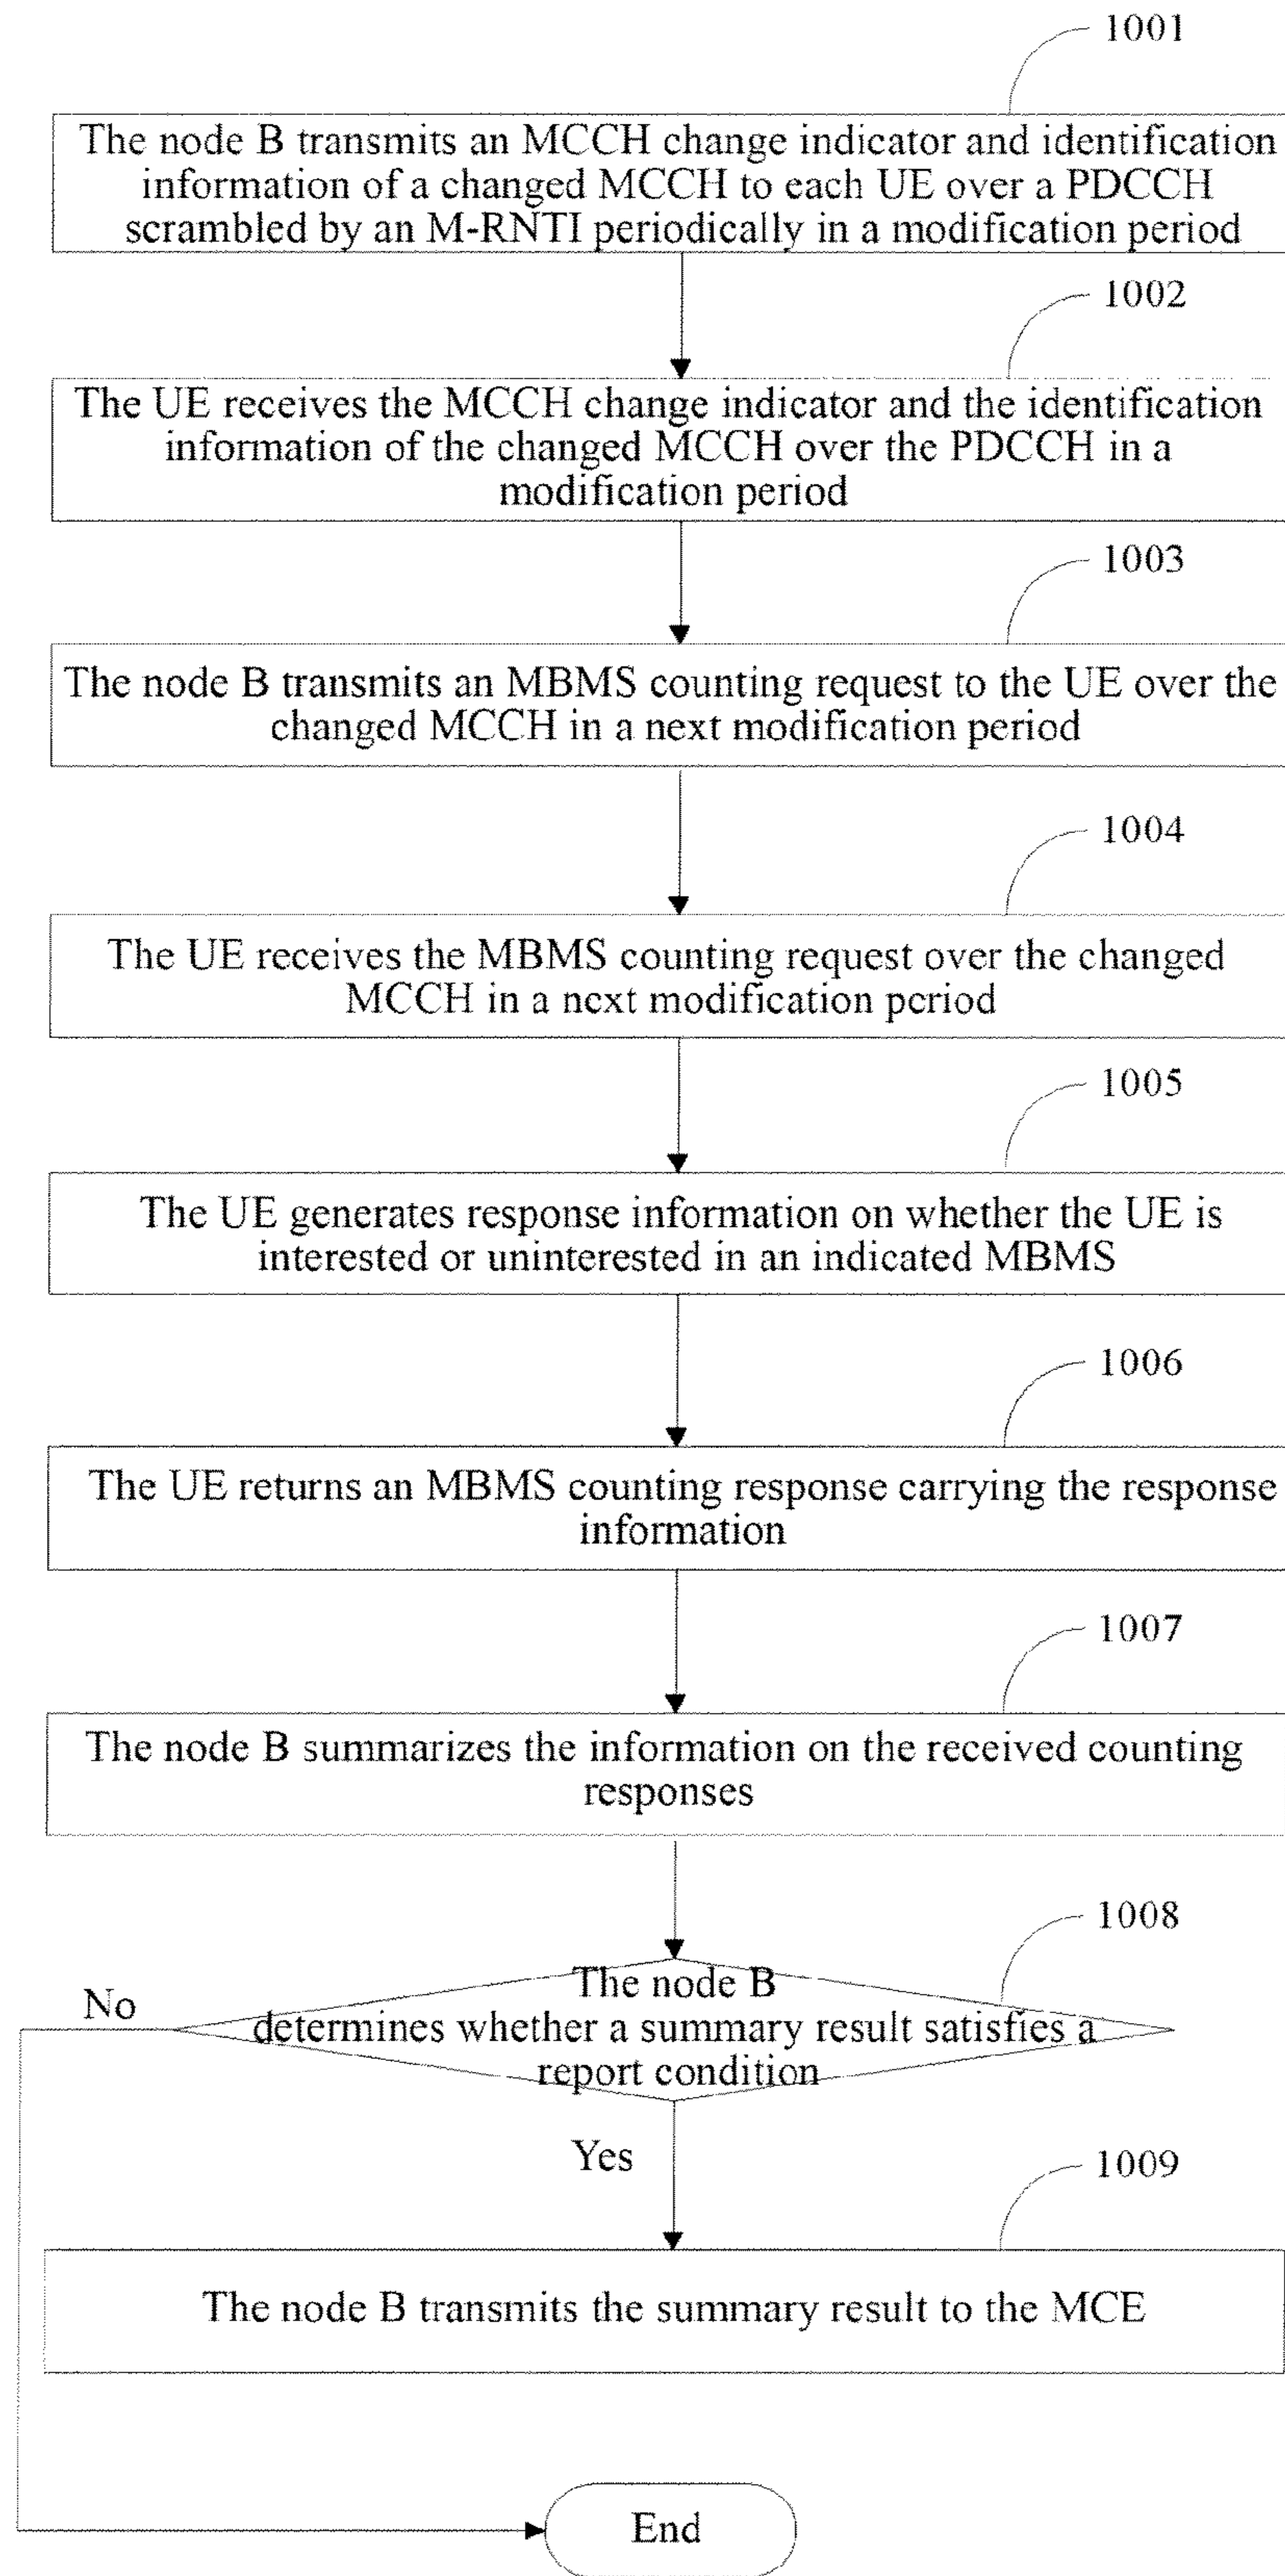 1001
The node B transmits an MCCH change indicator and identification
information of a changed MCCH to each UE over a PDCCH
scrambled by an M-RNTI periodically in a modification period
1002
The UE receives the MCCH change indicator and the identification
information of the changed MCCH over the PDCCH in a
modification period
1003
The node B transmits an MBMS counting request to the UE over the
changed MCCH in a next modification period
1004
The UE receives the MBMS counting request over the changed
MCCH in a next modification period
1005
The UE generates response information on whether the UE is
interested or uninterested in an indicated MBMS
1006
The UE returns an MBMS counting response carrying the response
information
1007
The node B summarizes the information on the received counting
responses
1008
No
The node B
determines whether a summary result satisfies a
report condition
Yes
1009
The node B transmits the summary result to the MCE
End